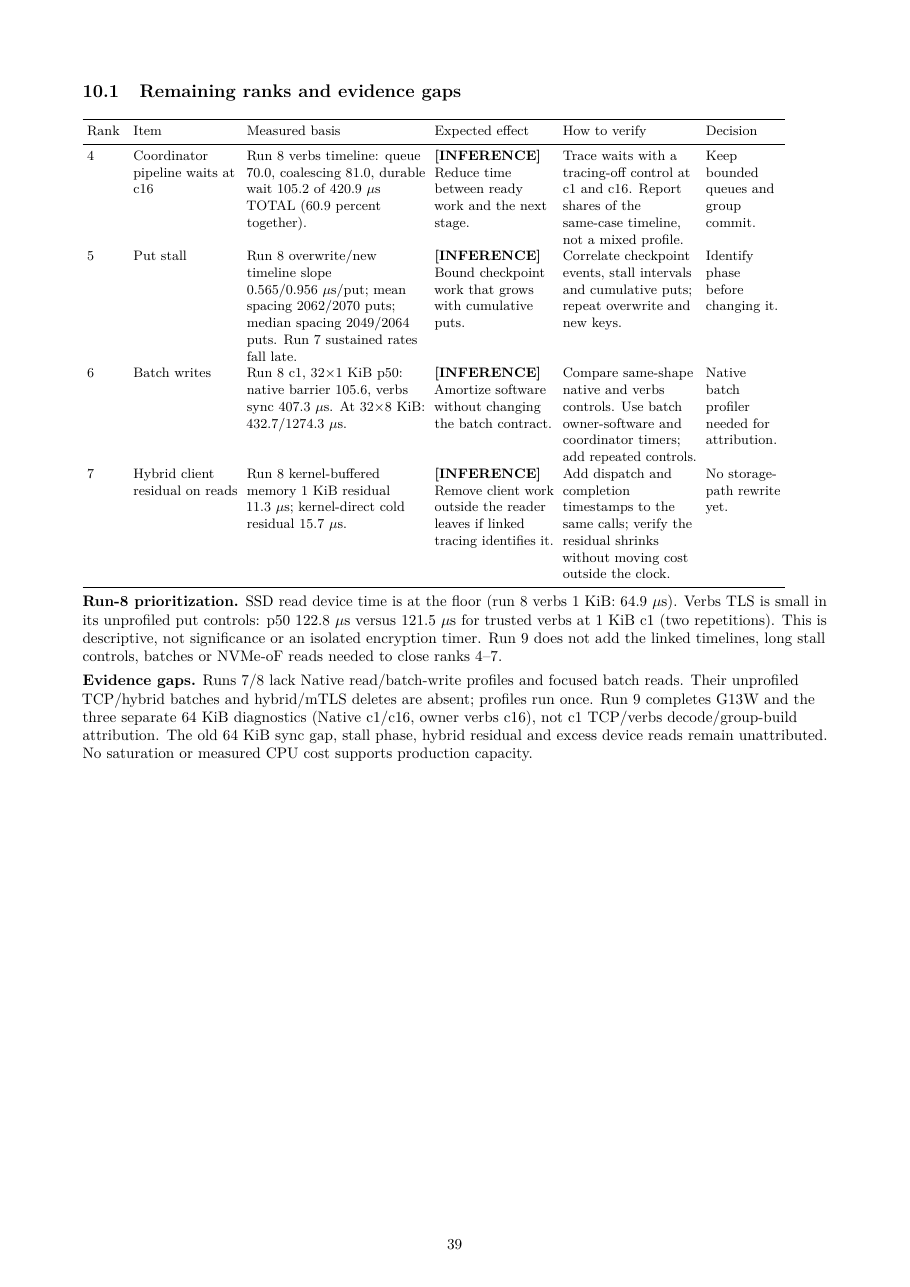 10.1 Remaining ranks and evidence gaps
Rank Item Measured basis Expected effect How to verify Decision
4 Coordinator Run 8 verbs timeline: queue [INFERENCE] Trace waits with a Keep
pipeline waits at 70.0, coalescing 81.0, durable Reduce time tracing-off control at bounded
c16 wait 105.2 of 420.9 μs between ready c1 and c16. Report queues and
TOTAL (60.9 percent work and the next shares of the group
together). stage. same-case timeline, commit.
not a mixed profile.
5 Put stall Run 8 overwrite/new [INFERENCE] Correlate checkpoint Identify
timeline slope Bound checkpoint events, stall intervals phase
0.565/0.956 μs/put; mean work that grows and cumulative puts; before
spacing 2062/2070 puts; with cumulative repeat overwrite and changing it.
median spacing 2049/2064 puts. new keys.
puts. Run 7 sustained rates
fall late.
6 Batch writes Run 8 c1, 32×1 KiB p50: [INFERENCE] Compare same-shape Native
native barrier 105.6, verbs Amortize software native and verbs batch
sync 407.3 μs. At 32×8 KiB: without changing controls. Use batch profiler
432.7/1274.3 μs. the batch contract. owner-software and needed for
coordinator timers; attribution.
add repeated controls.
7 Hybrid client Run 8 kernel-buffered [INFERENCE] Add dispatch and No storage-
residual on reads memory 1 KiB residual Remove client work completion path rewrite
11.3 μs; kernel-direct cold outside the reader timestamps to the yet.
residual 15.7 μs. leaves if linked same calls; verify the
tracing identifies it. residual shrinks
without moving cost
outside the clock.
Run-8 prioritization. SSD read device time is at the floor (run 8 verbs 1 KiB: 64.9 μs). Verbs TLS is small in
its unprofiled put controls: p50 122.8 μs versus 121.5 μs for trusted verbs at 1 KiB c1 (two repetitions). This is
descriptive, not significance or an isolated encryption timer. Run 9 does not add the linked timelines, long stall
controls, batches or NVMe-oF reads needed to close ranks 4–7.
Evidence gaps. Runs 7/8 lack Native read/batch-write profiles and focused batch reads. Their unprofiled
TCP/hybrid batches and hybrid/mTLS deletes are absent; profiles run once. Run 9 completes G13W and the
three separate 64 KiB diagnostics (Native c1/c16, owner verbs c16), not c1 TCP/verbs decode/group-build
attribution. The old 64 KiB sync gap, stall phase, hybrid residual and excess device reads remain unattributed.
No saturation or measured CPU cost supports production capacity.
39